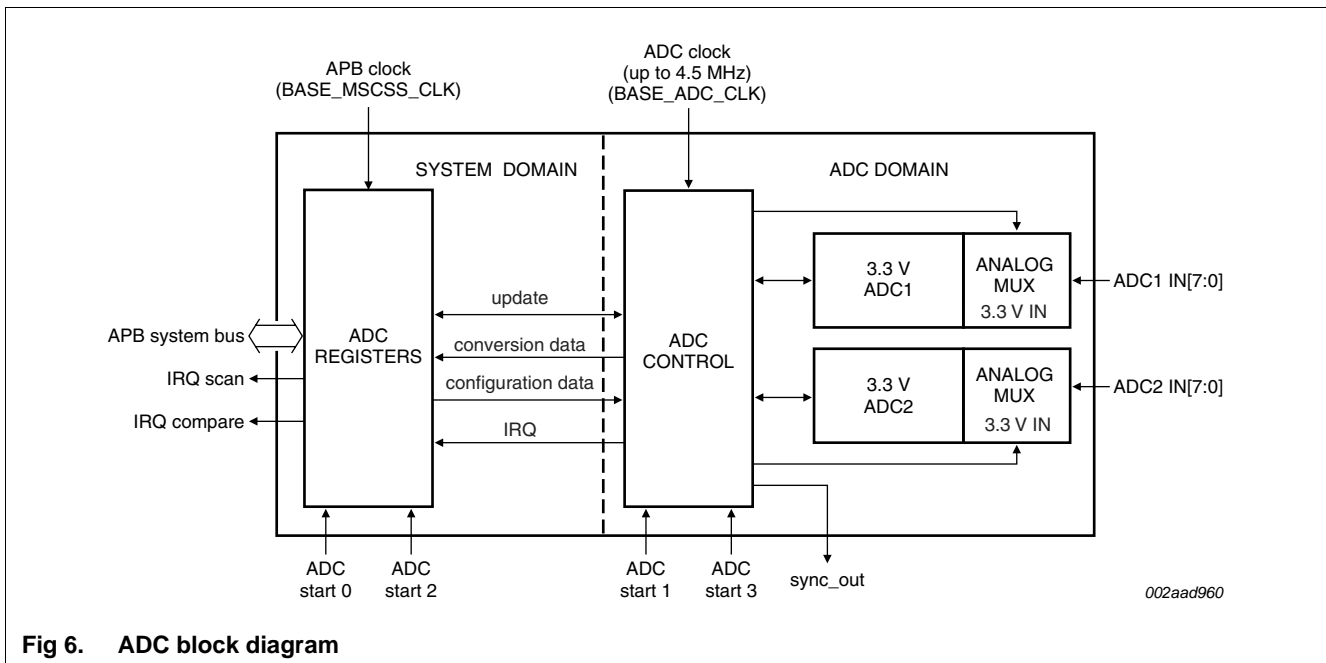 APB clock
(BASE_MSCSS_CLK)
ADC clock
(up to 4.5 MHz)
(BASE_ADC_CLK)
SYSTEM DOMAIN
ADC DOMAIN
ADC
REGISTERS
update
conversion data
configuration data
IRQ
ADC
CONTROL
3.3 V
ADC1
ANALOG
MUX
3.3 V IN
ADC1 IN[7:0]
3.3 V
ADC2
ANALOG
MUX
3.3 V IN
ADC2 IN[7:0]
APB system bus
IRQ scan
IRQ compare
ADC
start 0
ADC
start 2
ADC
start 1
ADC
start 3
sync_out
002aad960
Fig 6. ADC block diagram